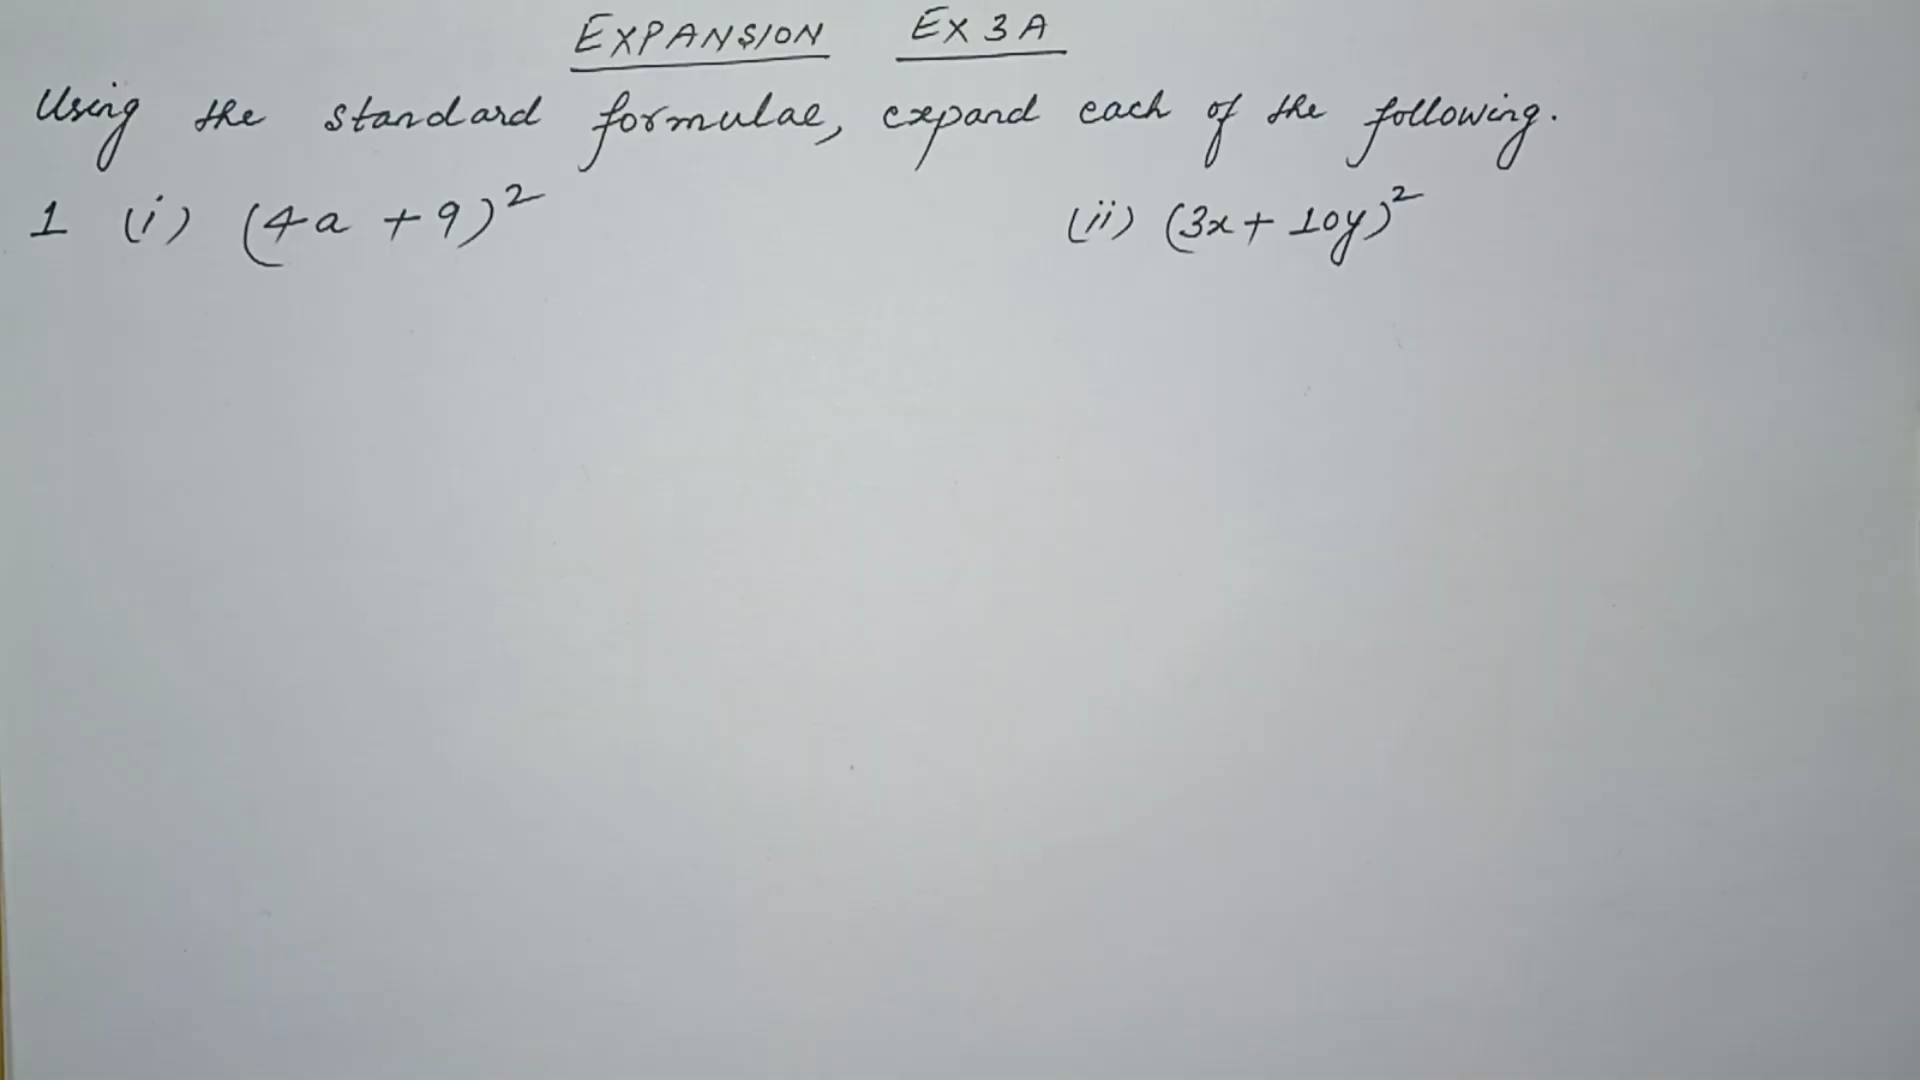 EXPANSION EX 3A
Using the standard formulae, expand each of the following.
1 (i) (4a + 9)² (ii) (3x + 10y)²